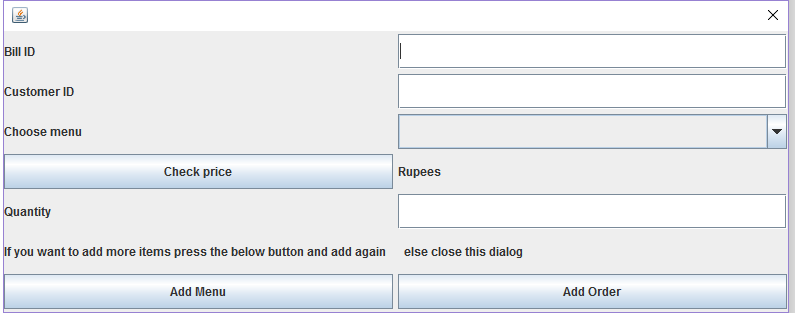 Bill ID
Customer ID
Choose menu
Check price Rupees
Quantity
If you want to add more items press the below button and add again else close this dialog
Add Menu Add Order